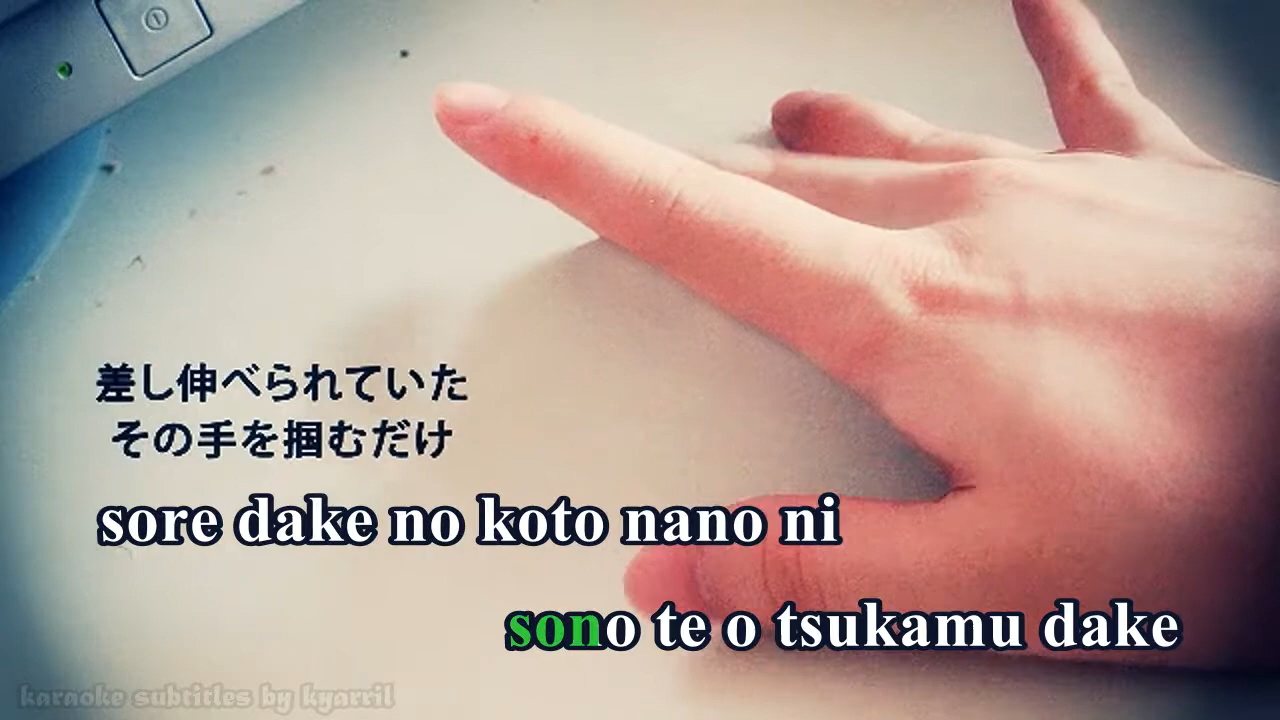 差し伸べられていた
その手を掴むだけ
sore dake no koto nano ni
sono te o tsukamu dake
karaoke subtitles by kyarril